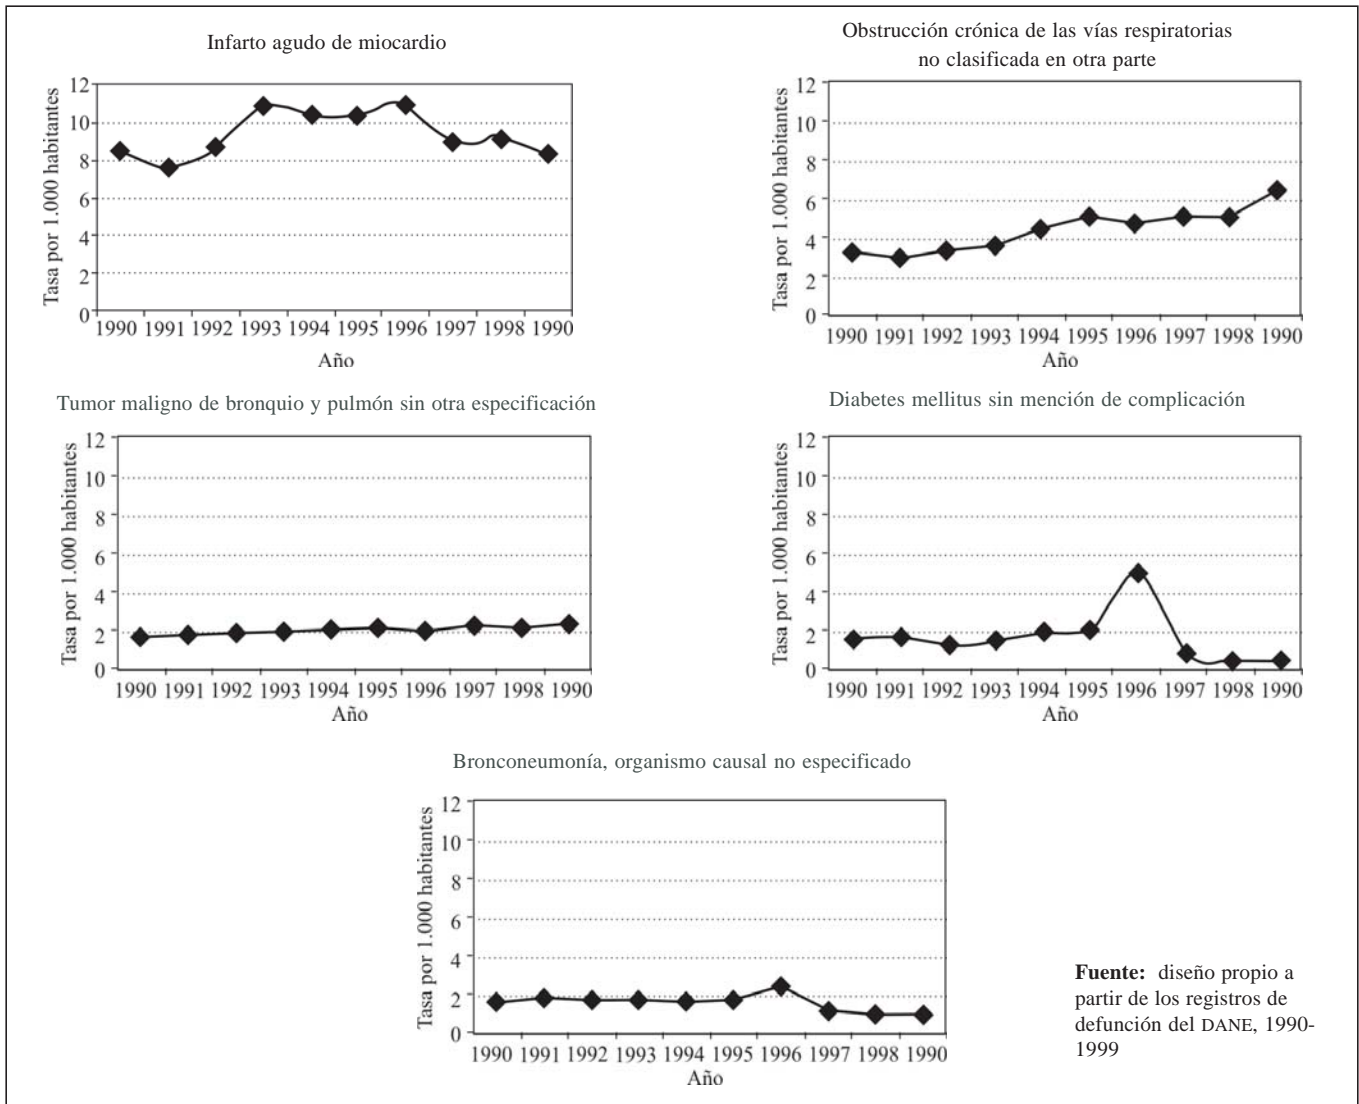 Infarto agudo de miocardio
Tasa por 1.000 habitantes
12
10
8
6
4
2
0
1990 1991 1992 1993 1994 1995 1996 1997 1998 1990
Año
Obstrucción crónica de las vías respiratorias
no clasificada en otra parte
Tasa por 1.000 habitantes
12
10
8
6
4
2
0
1990 1991 1992 1993 1994 1995 1996 1997 1998 1990
Año
Tumor maligno de bronquio y pulmón sin otra especificación
Tasa por 1.000 habitantes
12
10
8
6
4
2
0
1990 1991 1992 1993 1994 1995 1996 1997 1998 1990
Año
Diabetes mellitus sin mención de complicación
Tasa por 1.000 habitantes
12
10
8
6
4
2
0
1990 1991 1992 1993 1994 1995 1996 1997 1998 1990
Año
Bronconeumonía, organismo causal no especificado
Tasa por 1.000 habitantes
12
10
8
6
4
2
0
1990 1991 1992 1993 1994 1995 1996 1997 1998 1990
Año
Fuente: diseño propio a
partir de los registros de
defunción del DANE, 1990-
1999